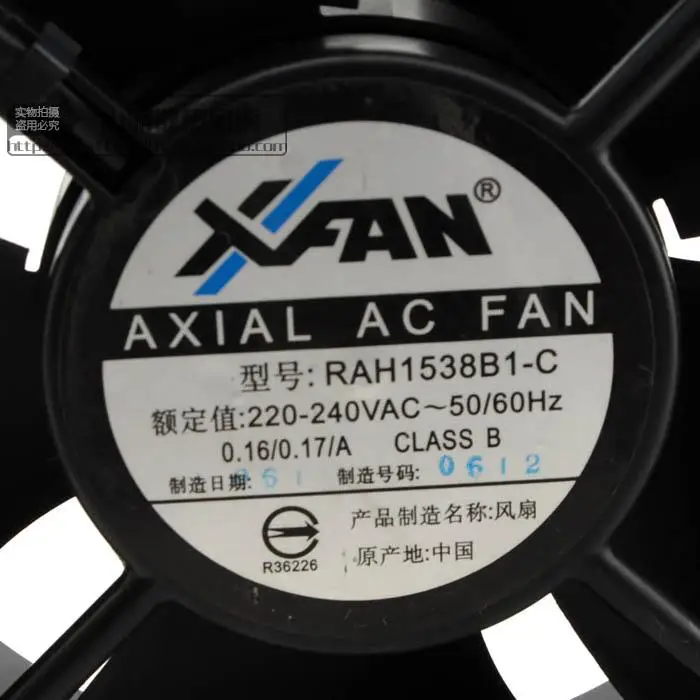 实物拍摄
盗用必究
XFAN®
AXIAL AC FAN
型号: RAH1538B1-C
额定值:220-240VAC～50/60Hz
0.16/0.17/A CLASS B
制造日期: 制造号码: 0612
产品制造名称:风扇
R36226
原产地:中国